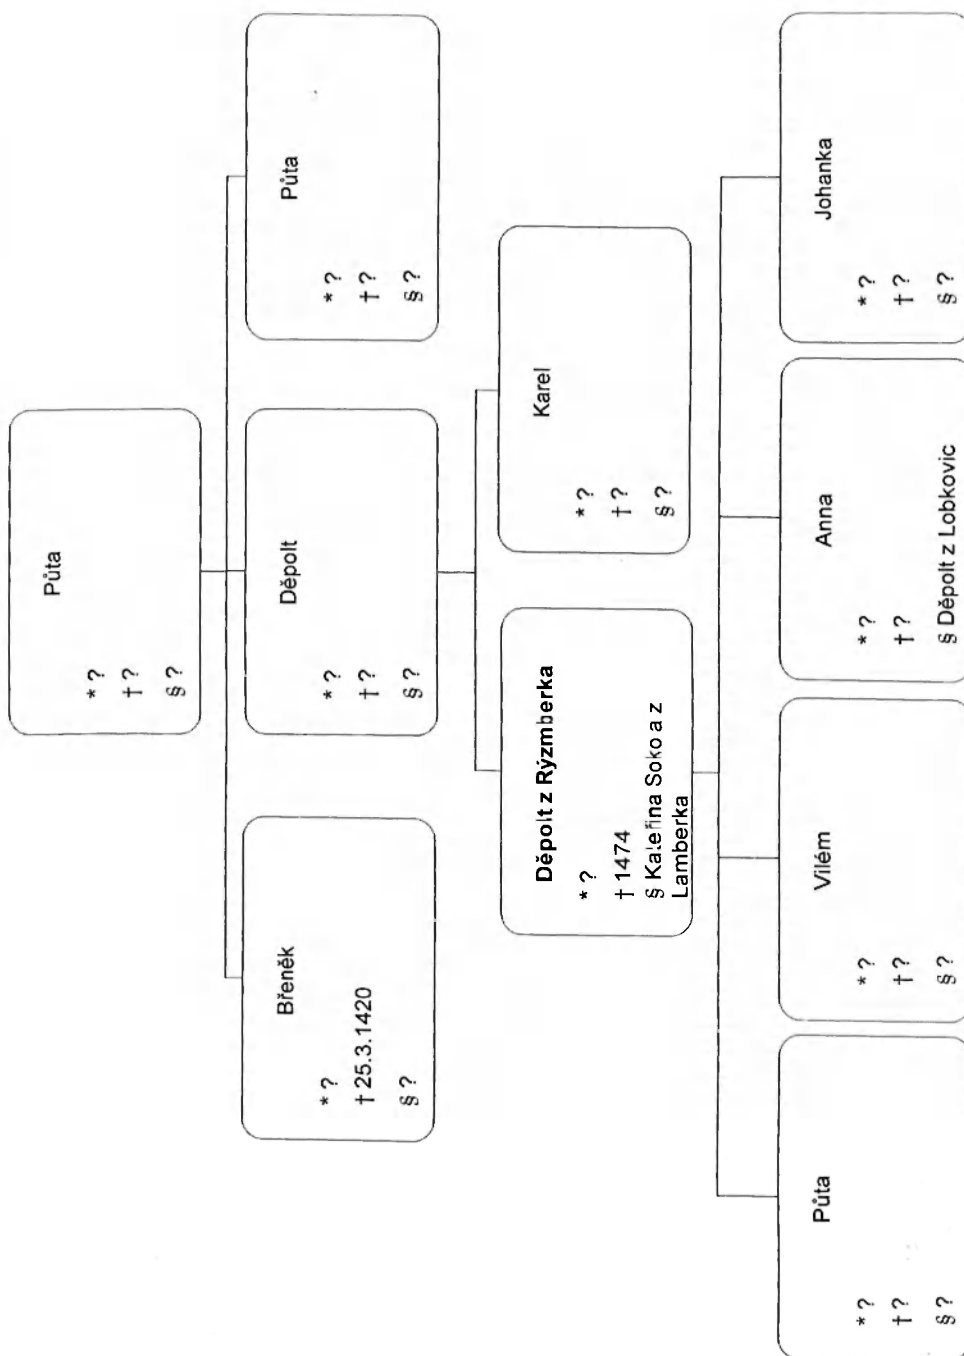 Půta
* ?
† ?
§ ?
Břeněk
* ?
† 25.3.1420
§ ?
Děpolt
* ?
† ?
§ ?
Půta
* ?
† ?
§ ?
Děpolt z Rýzmberka
* ?
† 1474
§ Kateřina Soko a z
Lamberka
Karel
* ?
† ?
§ ?
Půta
* ?
† ?
§ ?
Vilém
* ?
† ?
§ ?
Anna
* ?
† ?
§ Děpolt z Lobkovic
Johanka
* ?
† ?
§ ?